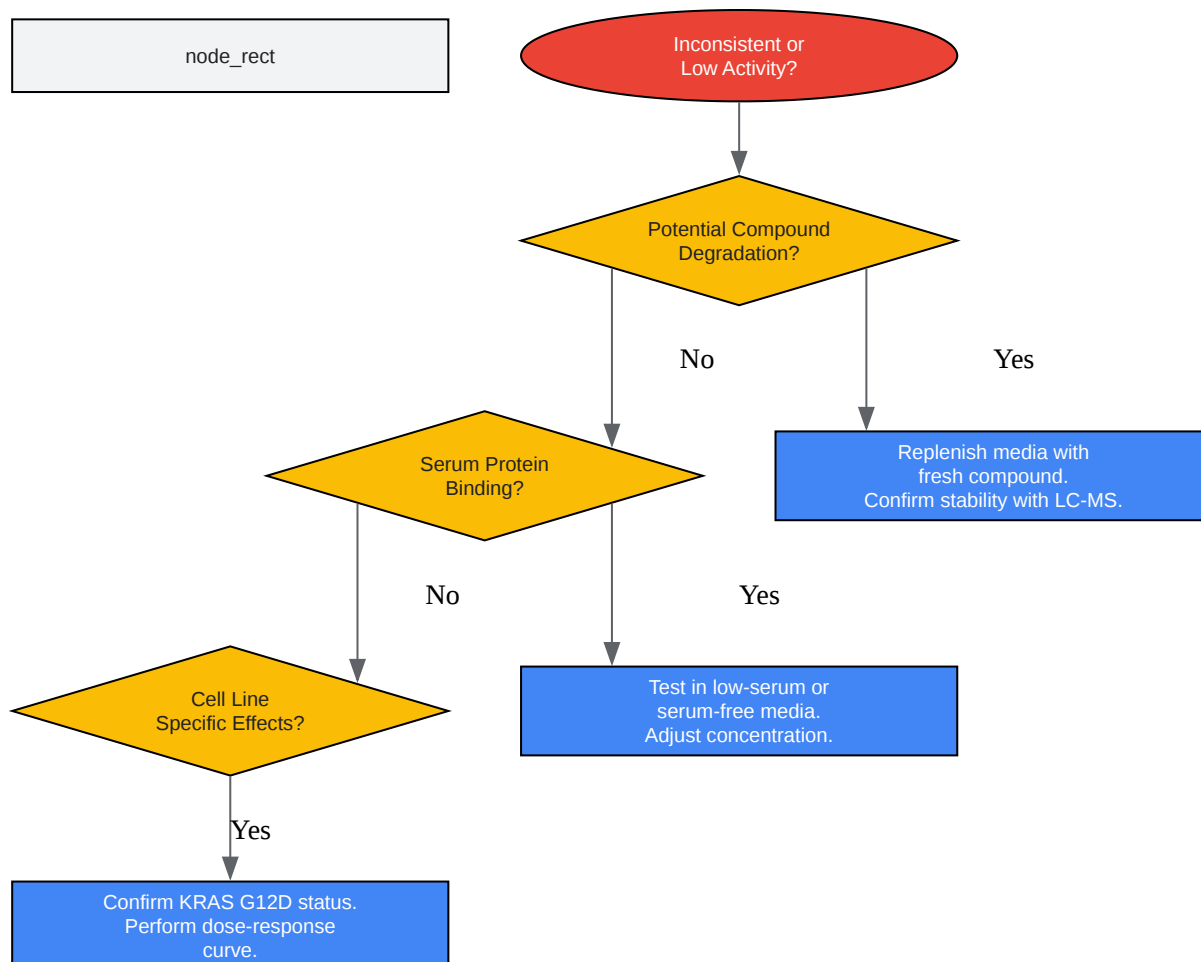 node_rect
Inconsistent or
Low Activity?
Potential Compound
Degradation?
No
Yes
Replenish media with
fresh compound.
Confirm stability with LC-MS.
Serum Protein
Binding?
No
Yes
Test in low-serum or
serum-free media.
Adjust concentration.
Cell Line
Specific Effects?
Yes
Confirm KRAS G12D status.
Perform dose-response
curve.